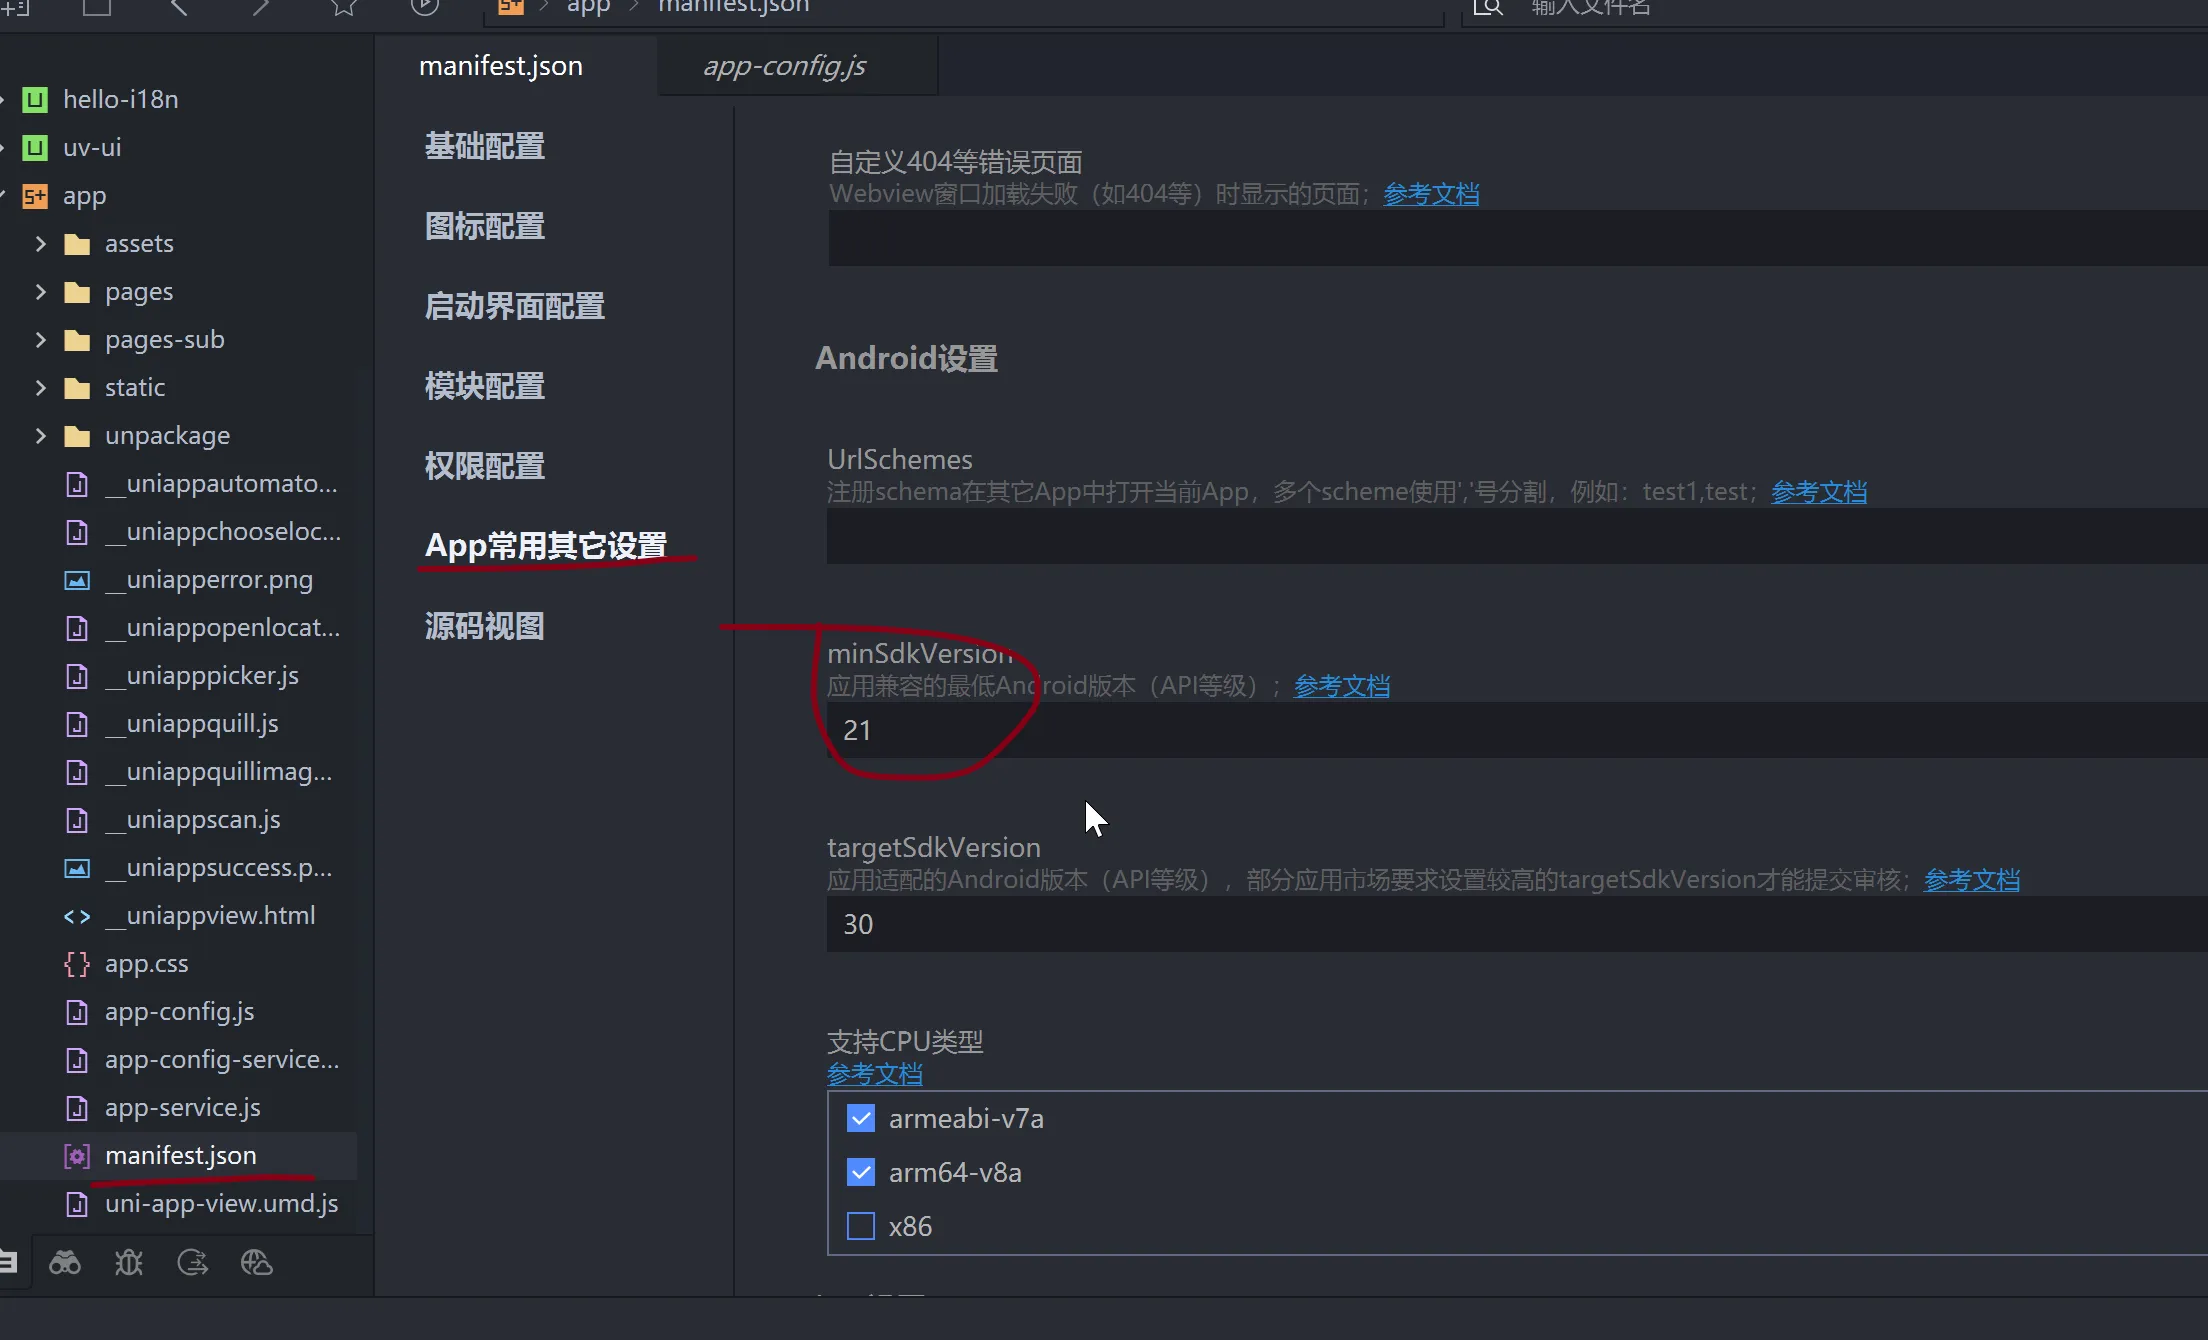 app > manifest.json
输入文件名
manifest.json
app-config.js
hello-i18n
uv-ui
app
assets
pages
pages-sub
static
unpackage
__uniappautomato...
__uniappchooseloc...
__uniapperror.png
__uniappopenlocat...
__uniapppicker.js
__uniappquill.js
__uniappquillimag...
__uniappscan.js
__uniappsuccess.p...
__uniappview.html
app.css
app-config.js
app-config-service...
app-service.js
manifest.json
uni-app-view.umd.js
基础配置
图标配置
启动界面配置
模块配置
权限配置
App常用其它设置
源码视图
自定义404等错误页面
Webview窗口加载失败（如404等）时显示的页面；参考文档
Android设置
UrlSchemes
注册schema在其它App中打开当前App，多个scheme使用','号分割，例如：test1,test；参考文档
minSdkVersion
应用兼容的最低Android版本（API等级）；参考文档
21
targetSdkVersion
应用适配的Android版本（API等级），部分应用市场要求设置较高的targetSdkVersion才能提交审核；参考文档
30
支持CPU类型
参考文档
armeabi-v7a
arm64-v8a
x86